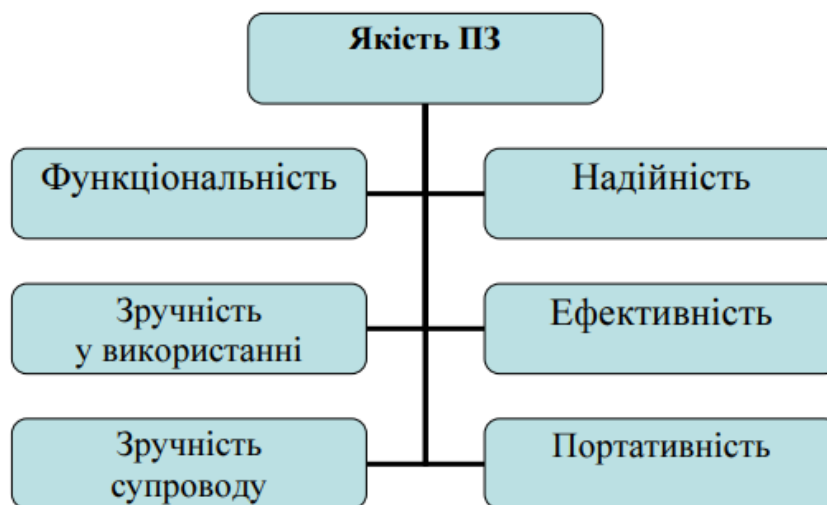 Якість ПЗ
Функціональність
Надійність
Зручність
у використанні
Ефективність
Зручність
супроводу
Портативність